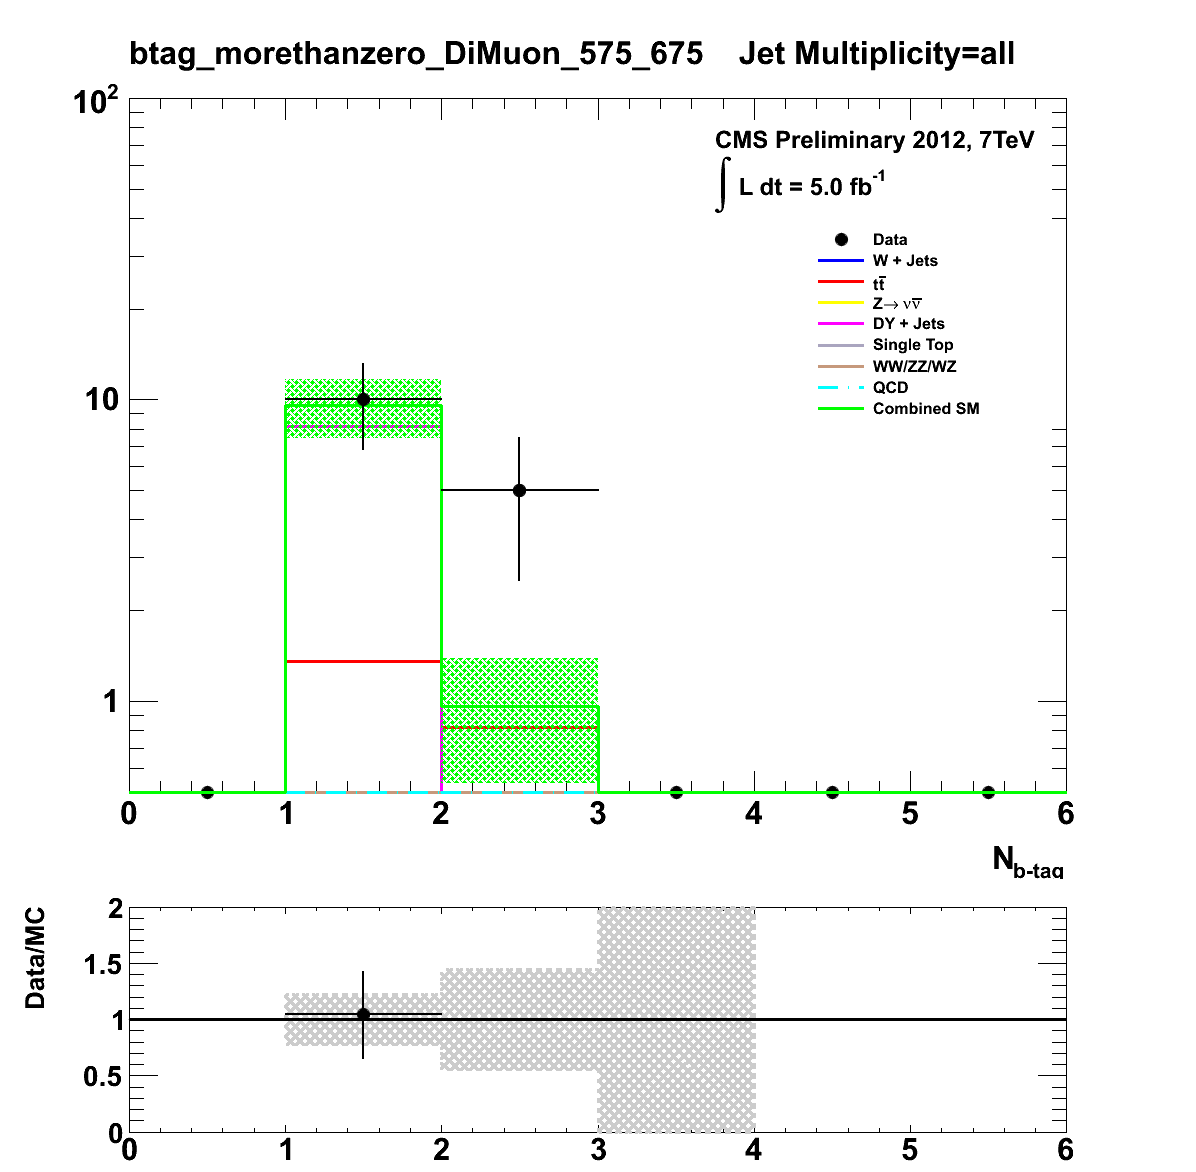 btag_morethanzero_DiMuon_575_675 Jet Multiplicity=all
10²
CMS Preliminary 2012, 7TeV
∫ L dt = 5.0 fb⁻¹
Data
W + Jets
tt̅
Z→ νν̅
DY + Jets
Single Top
WW/ZZ/WZ
QCD
Combined SM
10
1
0 1 2 3 4 5 6
N_b-tag
Data/MC
2
1.5
1
0.5
0
0 1 2 3 4 5 6